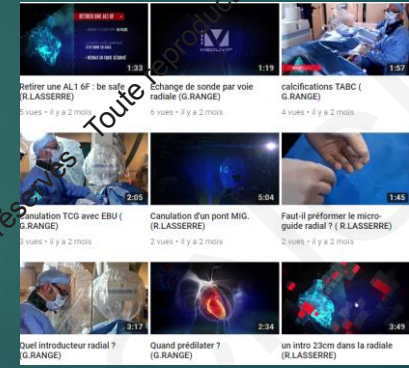 RETIRER UNE AL1 6F :
1:33
1:19
1:57
Retirer une AL1 6F : be safe
(R.LASSERRE)
5 vues • il y a 2 mois
Echange de sonde par voie
radiale (G.RANGE)
6 vues • il y a 2 mois
calcifications TABC (
G.RANGE)
4 vues • il y a 2 mois
2:05
5:04
1:45
Canulation TCG avec EBU (
G.RANGE)
3 vues • il y a 2 mois
Canulation d'un pont MIG.
(R.LASSERRE)
2 vues • il y a 2 mois
Faut-il préformer le micro-
guide radial ? ( R.LASSERRE)
2 vues • il y a 2 mois
3:17
2:34
3:49
Quel introducteur radial ?
(G.RANGE)
Quand prédilater ?
(G.RANGE)
un intro 23cm dans la radiale
(R.LASSERRE)
Toute